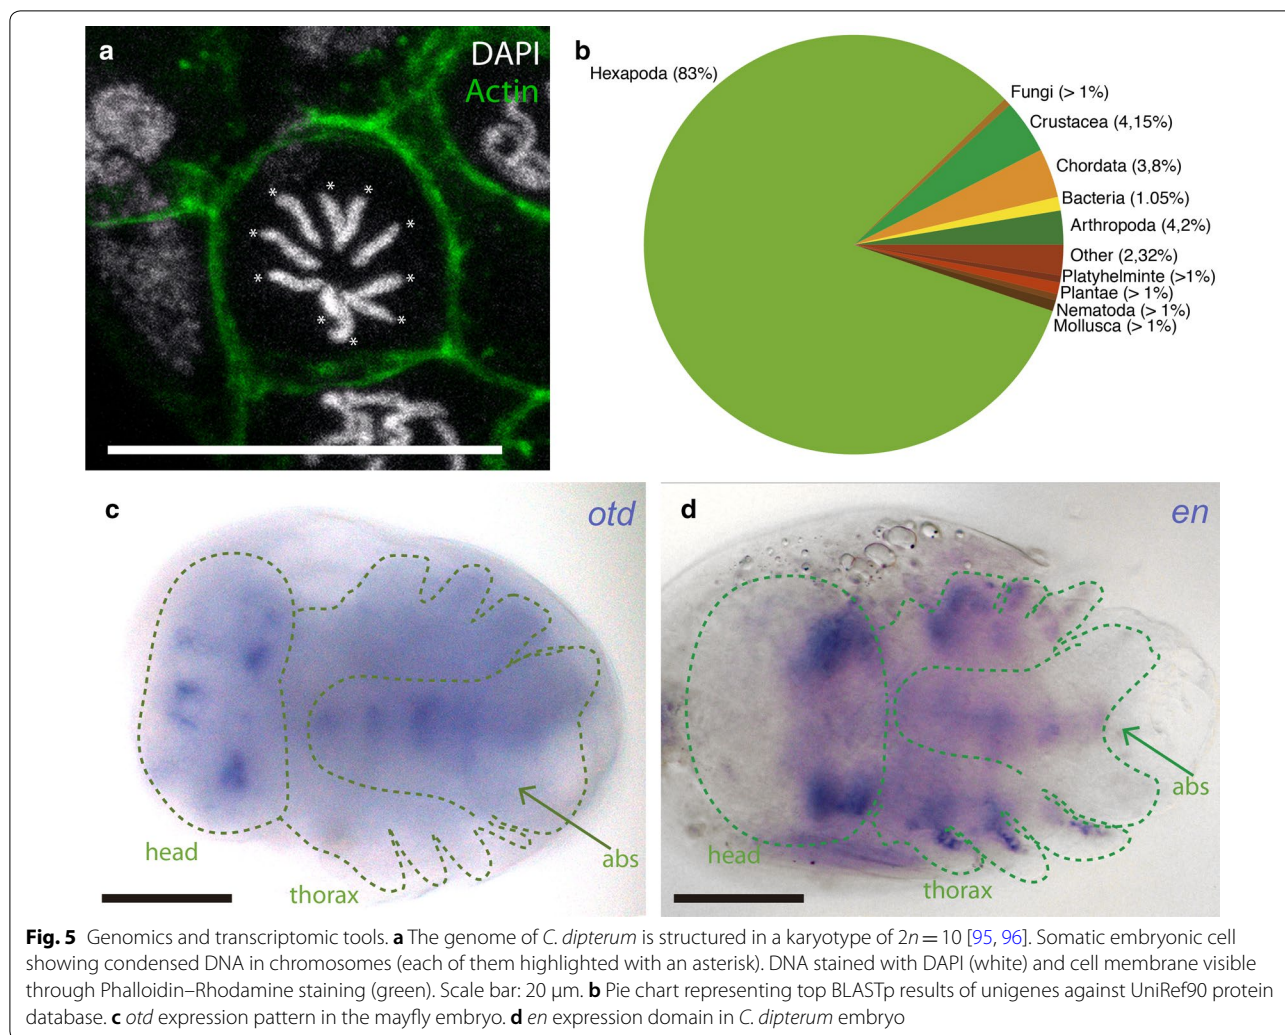 a
DAPI
Actin
* * * * * * * * * *
b
Hexapoda (83%)
Fungi (> 1%)
Crustacea (4,15%)
Chordata (3,8%)
Bacteria (1.05%)
Arthropoda (4,2%)
Other (2,32%)
Platyhelminte (>1%)
Plantae (> 1%)
Nematoda (> 1%)
Mollusca (> 1%)
c
otd
head
thorax
abs
d
en
head
thorax
abs
Fig. 5 Genomics and transcriptomic tools. a The genome of C. dipterum is structured in a karyotype of 2n = 10 [95, 96]. Somatic embryonic cell
showing condensed DNA in chromosomes (each of them highlighted with an asterisk). DNA stained with DAPI (white) and cell membrane visible
through Phalloidin–Rhodamine staining (green). Scale bar: 20 μm. b Pie chart representing top BLASTp results of unigenes against UniRef90 protein
database. c otd expression pattern in the mayfly embryo. d en expression domain in C. dipterum embryo